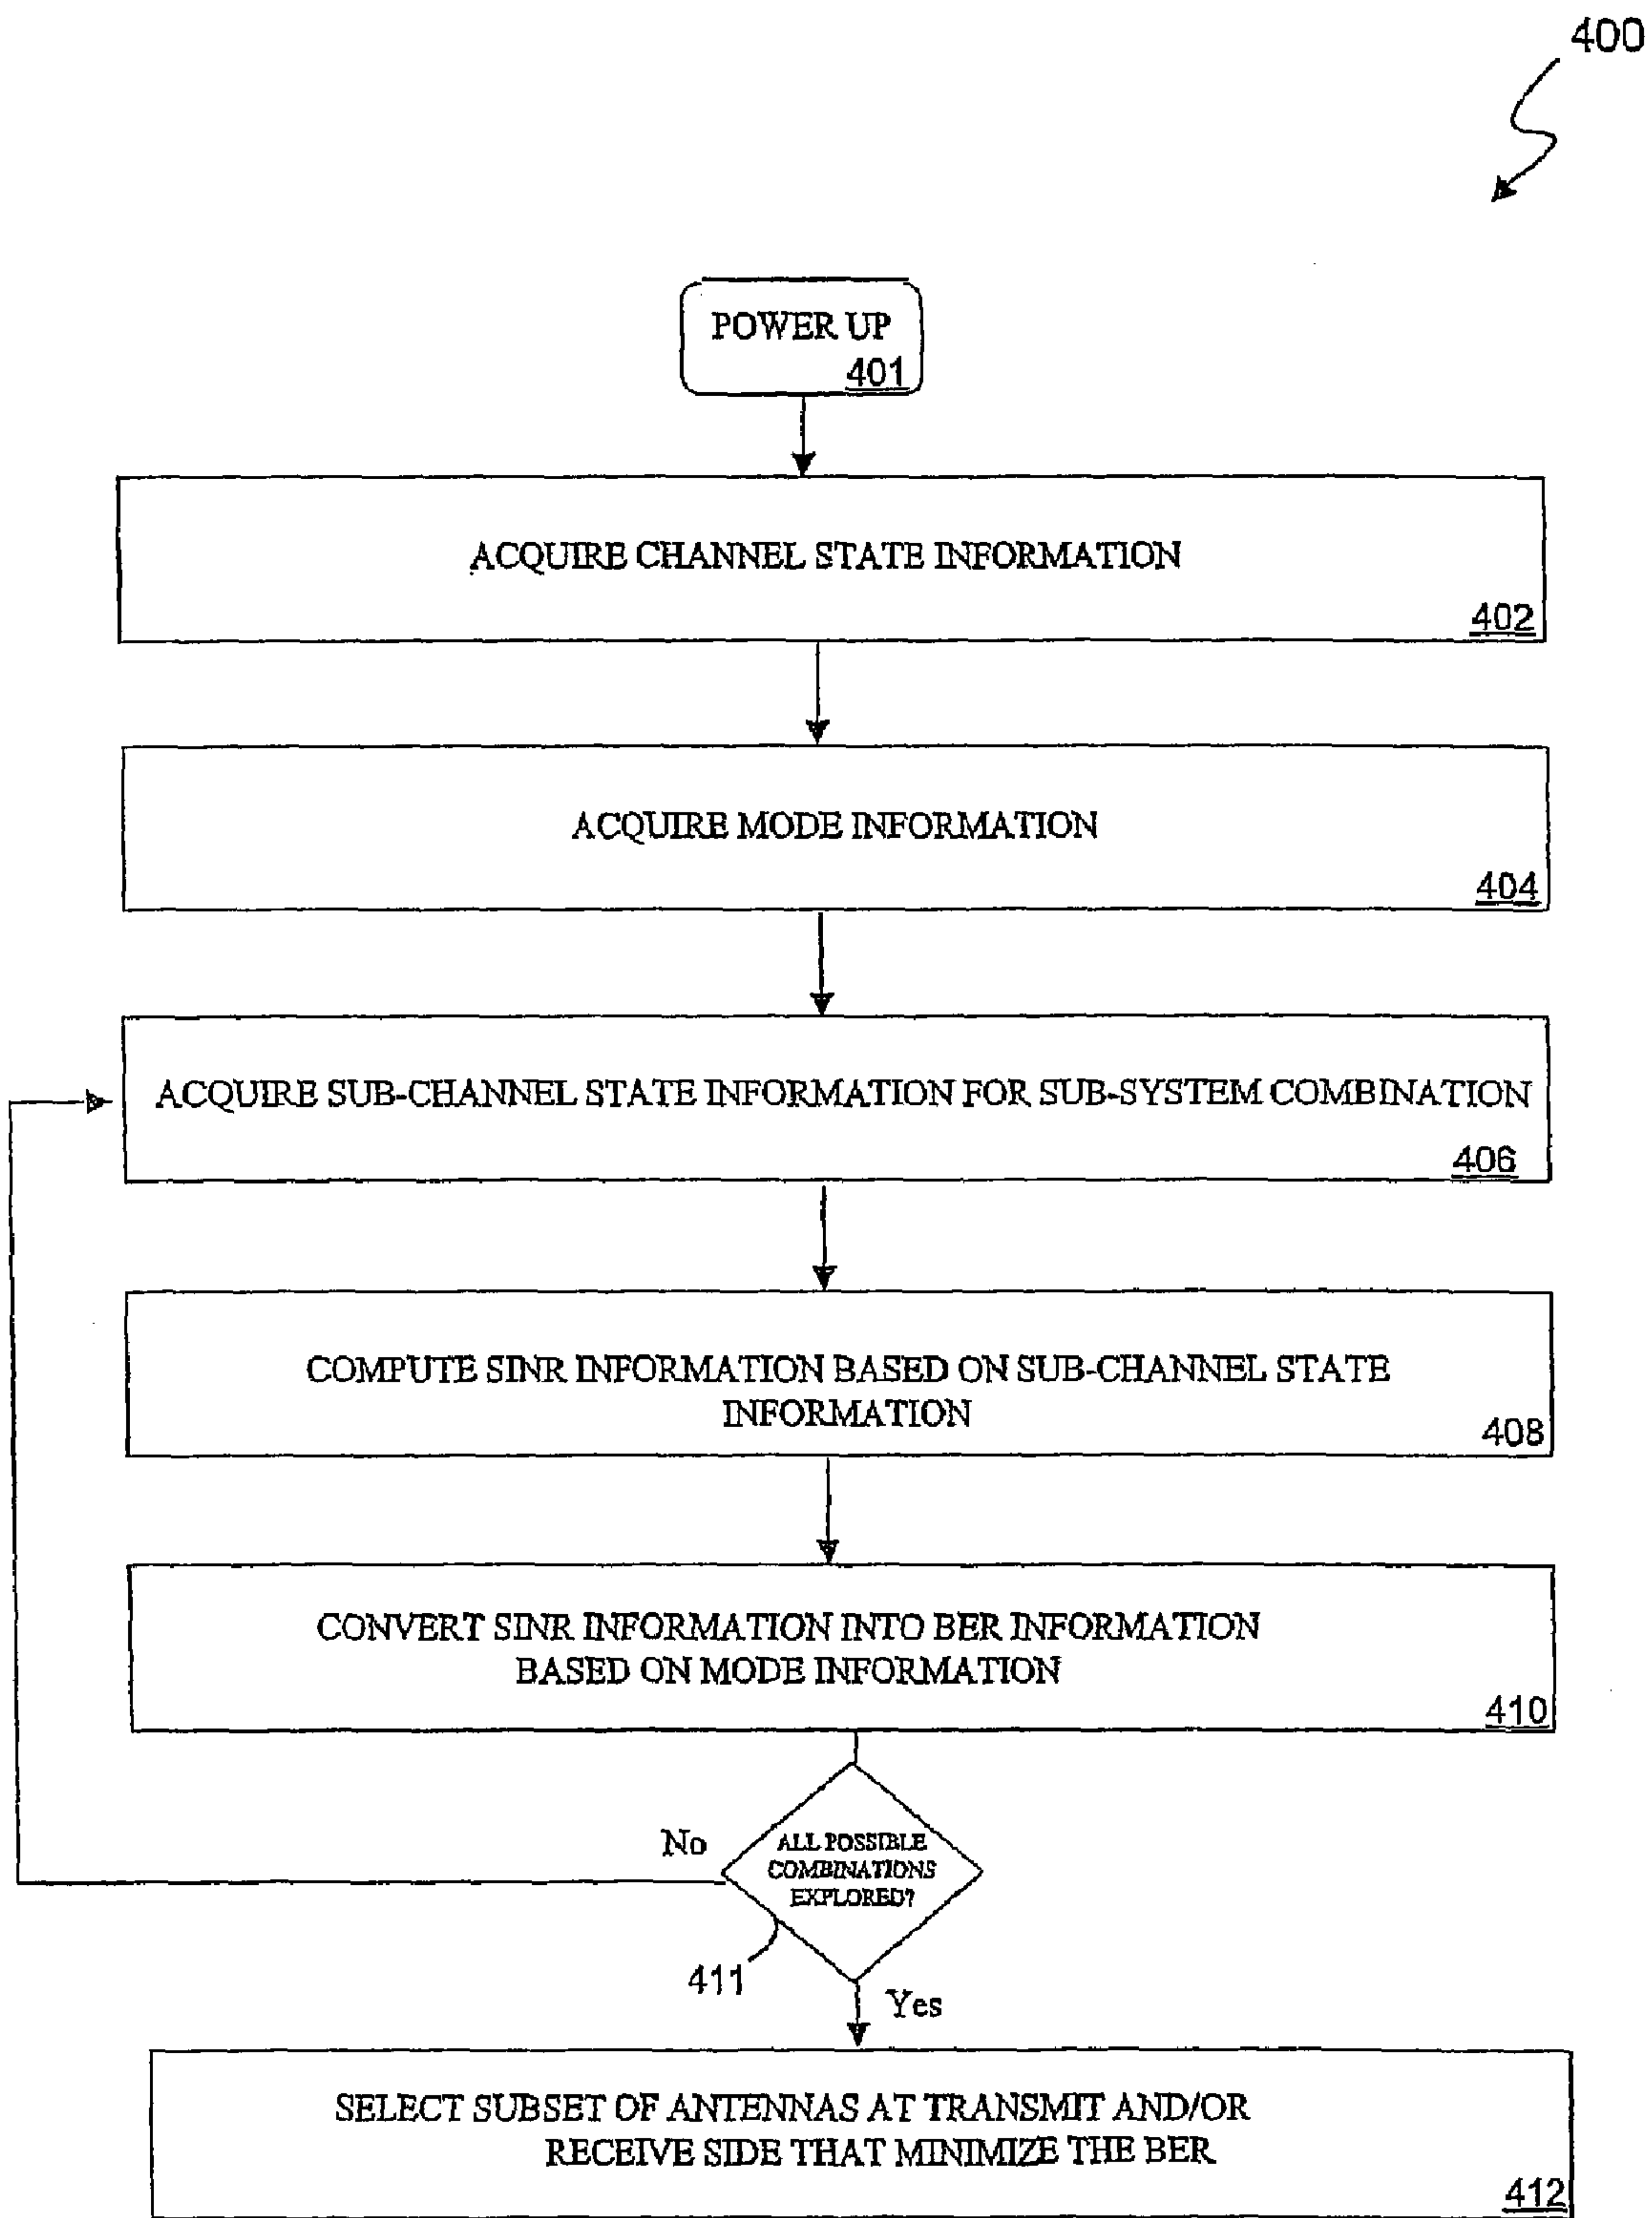 400
POWER UP
401
ACQUIRE CHANNEL STATE INFORMATION
402
ACQUIRE MODE INFORMATION
404
ACQUIRE SUB-CHANNEL STATE INFORMATION FOR SUB-SYSTEM COMBINATION
406
COMPUTE SINR INFORMATION BASED ON SUB-CHANNEL STATE
INFORMATION
408
CONVERT SINR INFORMATION INTO BER INFORMATION
BASED ON MODE INFORMATION
410
No
ALL POSSIBLE
COMBINATIONS
EXPLORED?
411
Yes
SELECT SUBSET OF ANTENNAS AT TRANSMIT AND/OR
RECEIVE SIDE THAT MINIMIZE THE BER
412